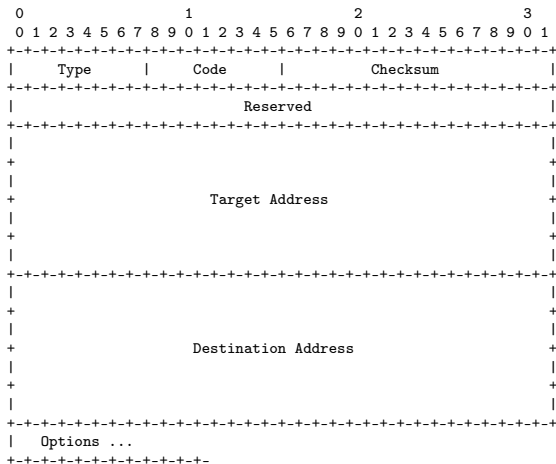 0                   1                   2                   3
0 1 2 3 4 5 6 7 8 9 0 1 2 3 4 5 6 7 8 9 0 1 2 3 4 5 6 7 8 9 0 1
+-+-+-+-+-+-+-+-+-+-+-+-+-+-+-+-+-+-+-+-+-+-+-+-+-+-+-+-+-+-+-+-+
|     Type      |     Code      |          Checksum             |
+-+-+-+-+-+-+-+-+-+-+-+-+-+-+-+-+-+-+-+-+-+-+-+-+-+-+-+-+-+-+-+-+
|                           Reserved                            |
+-+-+-+-+-+-+-+-+-+-+-+-+-+-+-+-+-+-+-+-+-+-+-+-+-+-+-+-+-+-+-+-+
|                                                               |
+                                                               +
|                                                               |
+                       Target Address                          +
|                                                               |
+                                                               +
|                                                               |
+-+-+-+-+-+-+-+-+-+-+-+-+-+-+-+-+-+-+-+-+-+-+-+-+-+-+-+-+-+-+-+-+
|                                                               |
+                                                               +
|                                                               |
+                     Destination Address                       +
|                                                               |
+                                                               +
|                                                               |
+-+-+-+-+-+-+-+-+-+-+-+-+-+-+-+-+-+-+-+-+-+-+-+-+-+-+-+-+-+-+-+-+
|   Options ...
+-+-+-+-+-+-+-+-+-+-+-+-